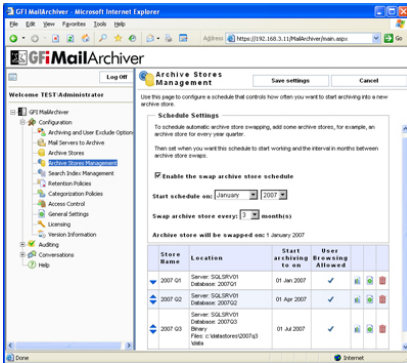 GFI MailArchiver - Microsoft Internet Explorer
File Edit View Favorites Tools Help
Address https://192.168.3.11/MailArchiver/main.aspx Go
GFiMailArchiver
Log Off
Welcome TEST\Administrator
GFI MailArchiver
Configuration
Archiving and User Exclude Option
Mail Servers to Archive
Archive Stores
Archive Stores Management
Search Index Management
Retention Policies
Categorization Policies
Access Control
General Settings
Licensing
Version Information
Auditing
Conversations
Help
Archive Stores Management
Save settings
Cancel
Use this page to configure a schedule that controls how often you want to start archiving into a new archive store.
Schedule Settings
To schedule automatic archive store swapping, add some archive stores, for example, an archive store for every year quarter.
Then set when you want this schedule to start working and the interval in months between archive store swaps.
Enable the swap archive store schedule
Start schedule on: January 2007
Swap archive store every: 3 month(s)
Archive store will be swapped on: 1 January 2007
Store Name Location Start archiving to on User Browsing Allowed
2007 Q1 Server: SQLSRV01 Database: 2007Q1 01 Jan 2007
2007 Q2 Server: SQLSRV01 Database: 2007Q2 01 Apr 2007
2007 Q3 Server: SQLSRV01 Database: 2007Q3 Binary Files: c:\datastores\2007q3 \data 01 Jul 2007
Done
Internet